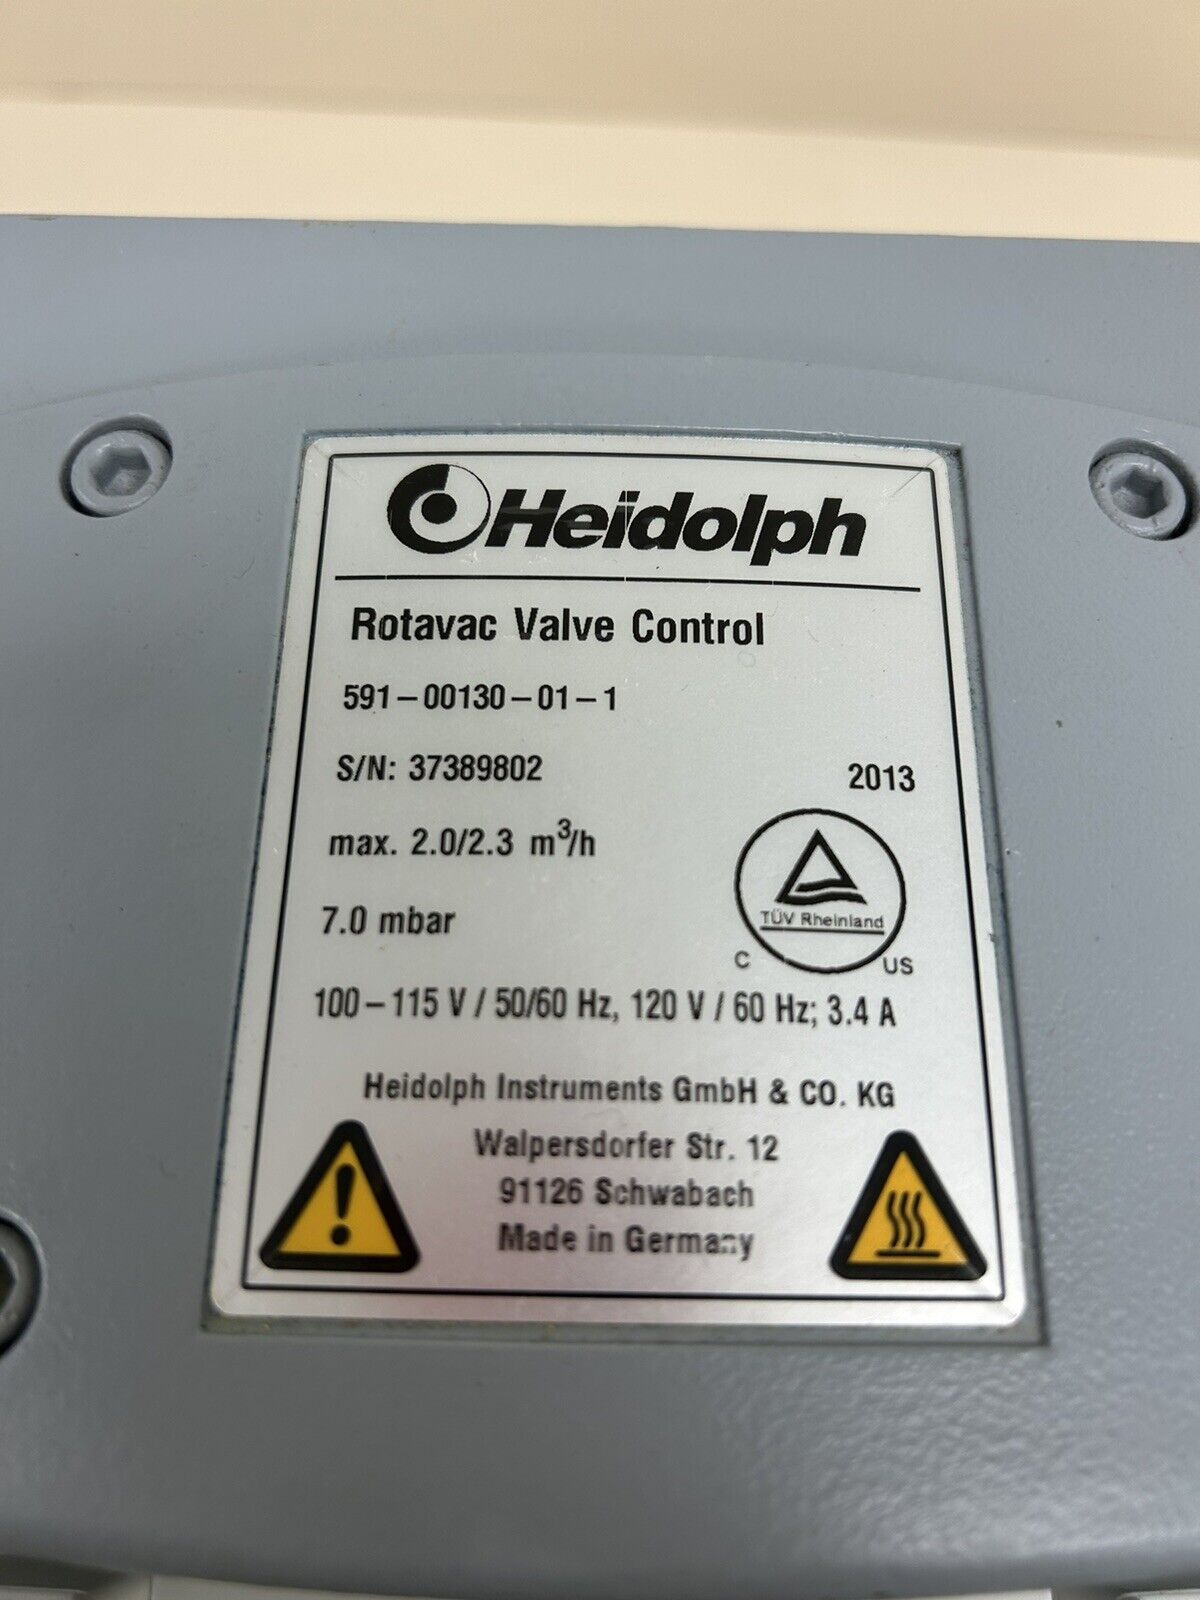 Heidolph
Rotavac Valve Control
591-00130-01-1
S/N: 37389802
2013
max. 2.0/2.3 m³/h
7.0 mbar
TÜV Rheinland
C US
100-115 V / 50/60 Hz, 120 V / 60 Hz; 3.4 A
Heidolph Instruments GmbH & CO. KG
Walpersdorfer Str. 12
91126 Schwabach
Made in Germany